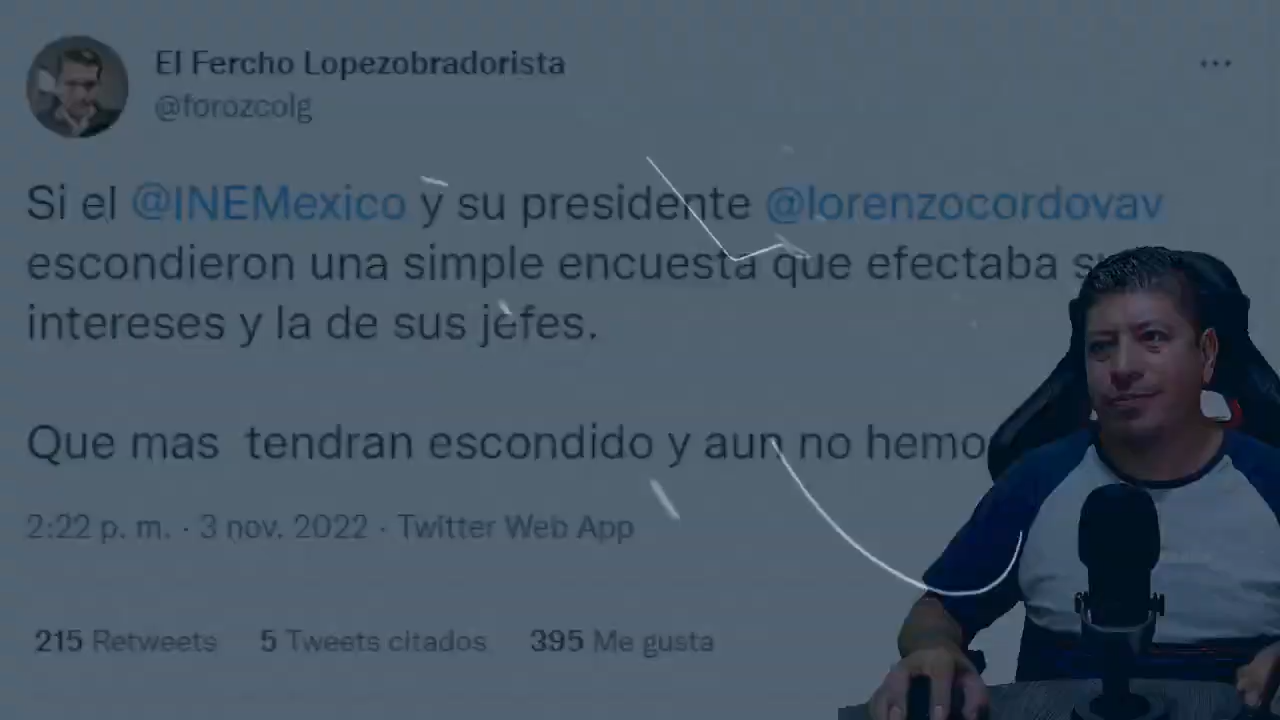 El Fercho Lopezobradorista
@forozcolg
Si el @INEMexico y su presidente @lorenzocordovav
escondieron una simple encuesta que efectaba
intereses y la de sus jefes.
Que mas tendran escondido y aun no
2:22 p. m. · 3 nov. 2022 · Twitter Web App
215 Retweets 5 Tweets citados 395 Me gusta